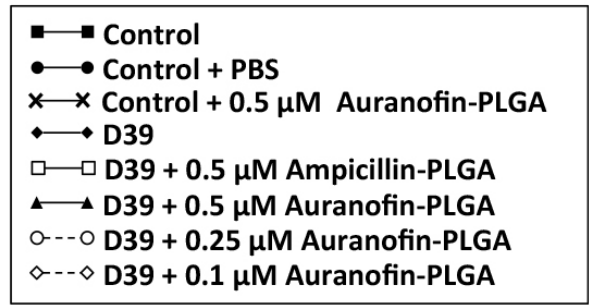 Control
Control + PBS
Control + 0.5 µM Auranofin-PLGA
D39
D39 + 0.5 µM Ampicillin-PLGA
D39 + 0.5 µM Auranofin-PLGA
D39 + 0.25 µM Auranofin-PLGA
D39 + 0.1 µM Auranofin-PLGA